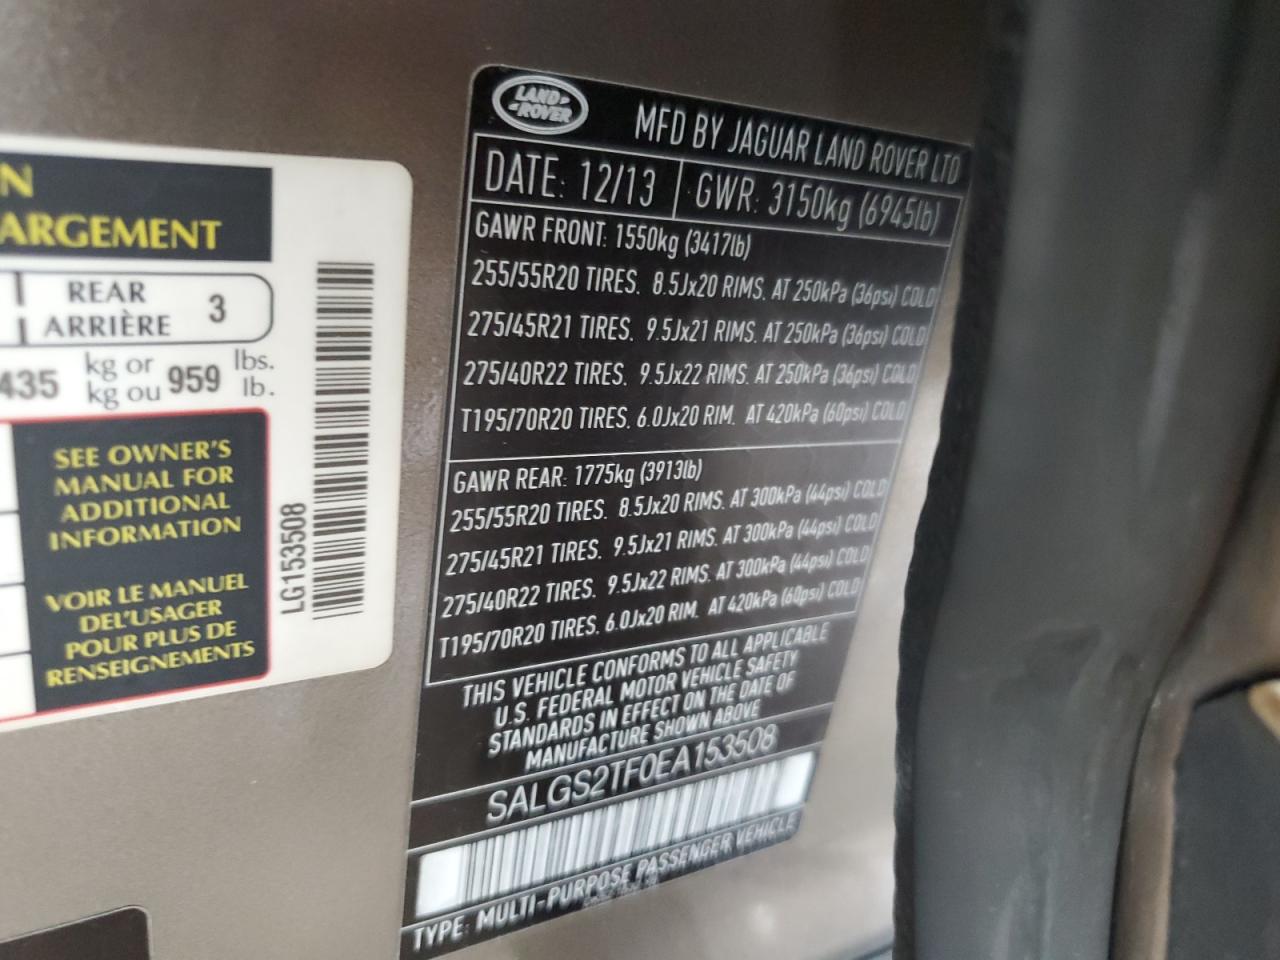 N
ARGEMENT
REAR
ARRIÈRE
3
435 kg or kg ou 959 lbs. lb.
SEE OWNER'S
MANUAL FOR
ADDITIONAL
INFORMATION
VOIR LE MANUEL
DEL'USAGER
POUR PLUS DE
RENSEIGNEMENTS
LG153508
LAND
ROVER
MFD BY JAGUAR LAND ROVER LTD
DATE: 12/13 GWR: 3150kg (6945lb)
GAWR FRONT: 1550kg (3417lb)
255/55R20 TIRES. 8.5Jx20 RIMS. AT 250kPa (36psi) COLD
275/45R21 TIRES. 9.5Jx21 RIMS. AT 250kPa (36psi) COLD
275/40R22 TIRES. 9.5Jx22 RIMS. AT 250kPa (36psi) COLD
T195/70R20 TIRES. 6.0Jx20 RIM. AT 420kPa (60psi) COLD
GAWR REAR: 1775kg (3913lb)
255/55R20 TIRES. 8.5Jx20 RIMS. AT 300kPa (44psi) COLD
275/45R21 TIRES. 9.5Jx21 RIMS. AT 300kPa (44psi) COLD
275/40R22 TIRES. 9.5Jx22 RIMS. AT 300kPa (44psi) COLD
T195/70R20 TIRES. 6.0Jx20 RIM. AT 420kPa (60psi) COLD
THIS VEHICLE CONFORMS TO ALL APPLICABLE
U.S. FEDERAL MOTOR VEHICLE SAFETY
STANDARDS IN EFFECT ON THE DATE OF
MANUFACTURE SHOWN ABOVE
SALGS2TF0EA153508
TYPE: MULTI-PURPOSE PASSENGER VEHICLE